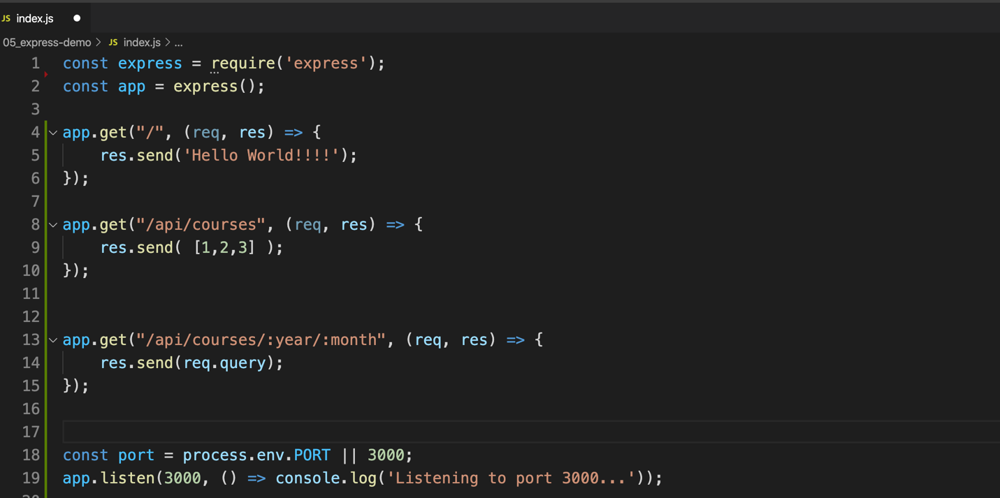 JS index.js
05_express-demo > JS index.js > ...
1 const express = require('express');
2 const app = express();
3
4 app.get("/", (req, res) => {
5     res.send('Hello World!!!!');
6 });
7
8 app.get("/api/courses", (req, res) => {
9     res.send( [1,2,3] );
10 });
11
12
13 app.get("/api/courses/:year/:month", (req, res) => {
14     res.send(req.query);
15 });
16
17
18 const port = process.env.PORT || 3000;
19 app.listen(3000, () => console.log('Listening to port 3000...'));